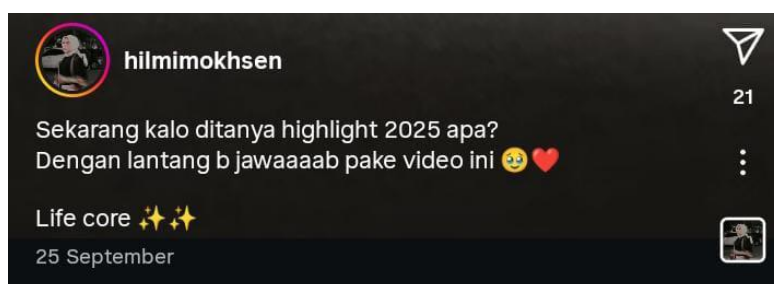 hilmimokhsen
21
Sekarang kalo ditanya highlight 2025 apa?
Dengan lantang b jawaaaab pake video ini 🥹❤️
Life core ✨✨
25 September